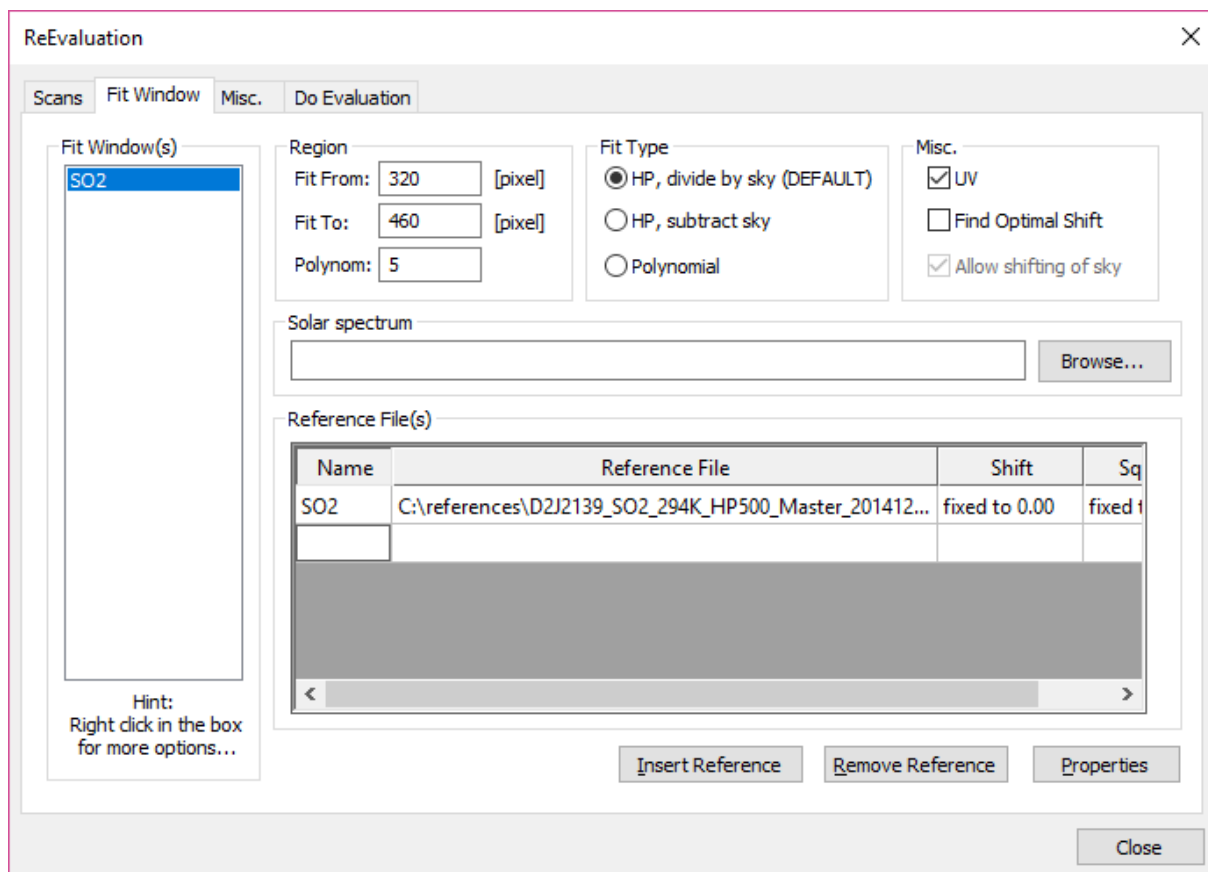 ReEvaluation
Scans Fit Window Misc. Do Evaluation
Fit Window(s)
SO2
Hint:
Right click in the box
for more options...
Region
Fit From: 320 [pixel]
Fit To: 460 [pixel]
Polynom: 5
Fit Type
HP, divide by sky (DEFAULT)
HP, subtract sky
Polynomial
Misc.
UV
Find Optimal Shift
Allow shifting of sky
Solar spectrum
Browse...
Reference File(s)
Name Reference File Shift Sq
SO2 C:\references\D2J2139_SO2_294K_HP500_Master_201412... fixed to 0.00 fixed t
Insert Reference Remove Reference Properties
Close